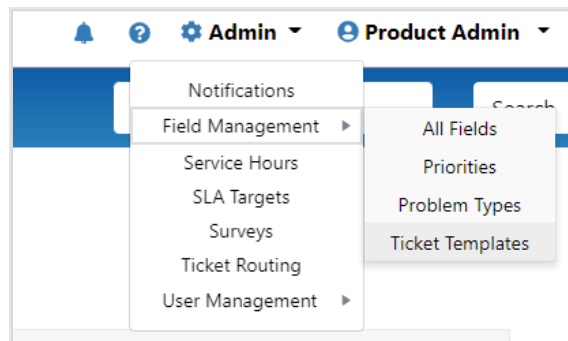 Admin
Product Admin
Notifications
Field Management
Service Hours
SLA Targets
Surveys
Ticket Routing
User Management
Search
All Fields
Priorities
Problem Types
Ticket Templates